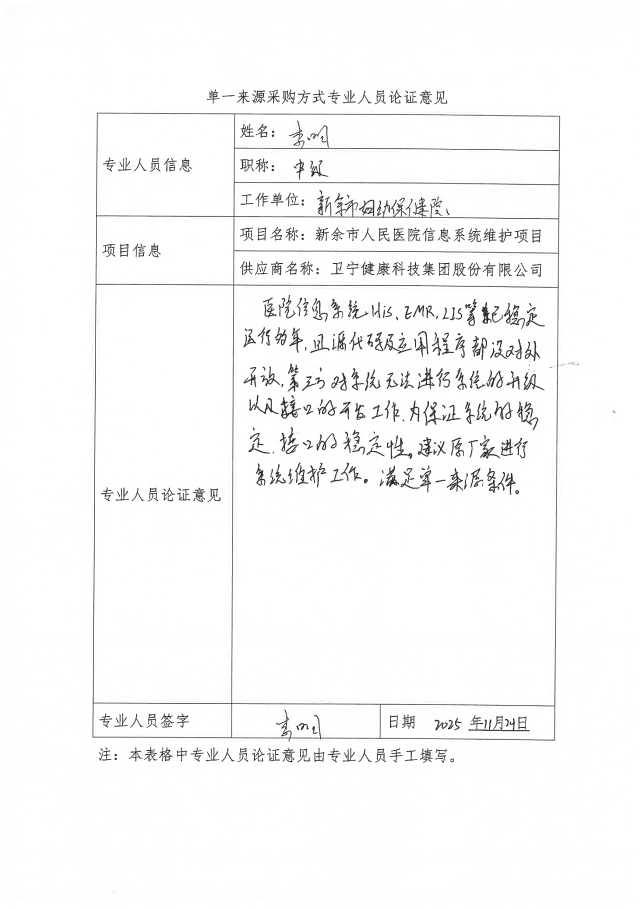 单一来源采购方式专业人员论证意见
专业人员信息
姓名：李明
职称：中级
工作单位：新余市妇幼保健院
项目信息
项目名称：新余市人民医院信息系统维护项目
供应商名称：卫宁健康科技集团股份有限公司
专业人员论证意见
医院信息系统His、EMR、LIS等系已稳定
运行多年，且源代码及应用程序都没对外
开放，第三方对系统无法进行系统的升级
以及接口的开发工作，为保证系统的稳
定、接口的稳定性。建议原厂家进行
系统维护工作。满足单一来源条件。
专业人员签字
李明
日期 2025年11月24日
注：本表格中专业人员论证意见由专业人员手工填写。